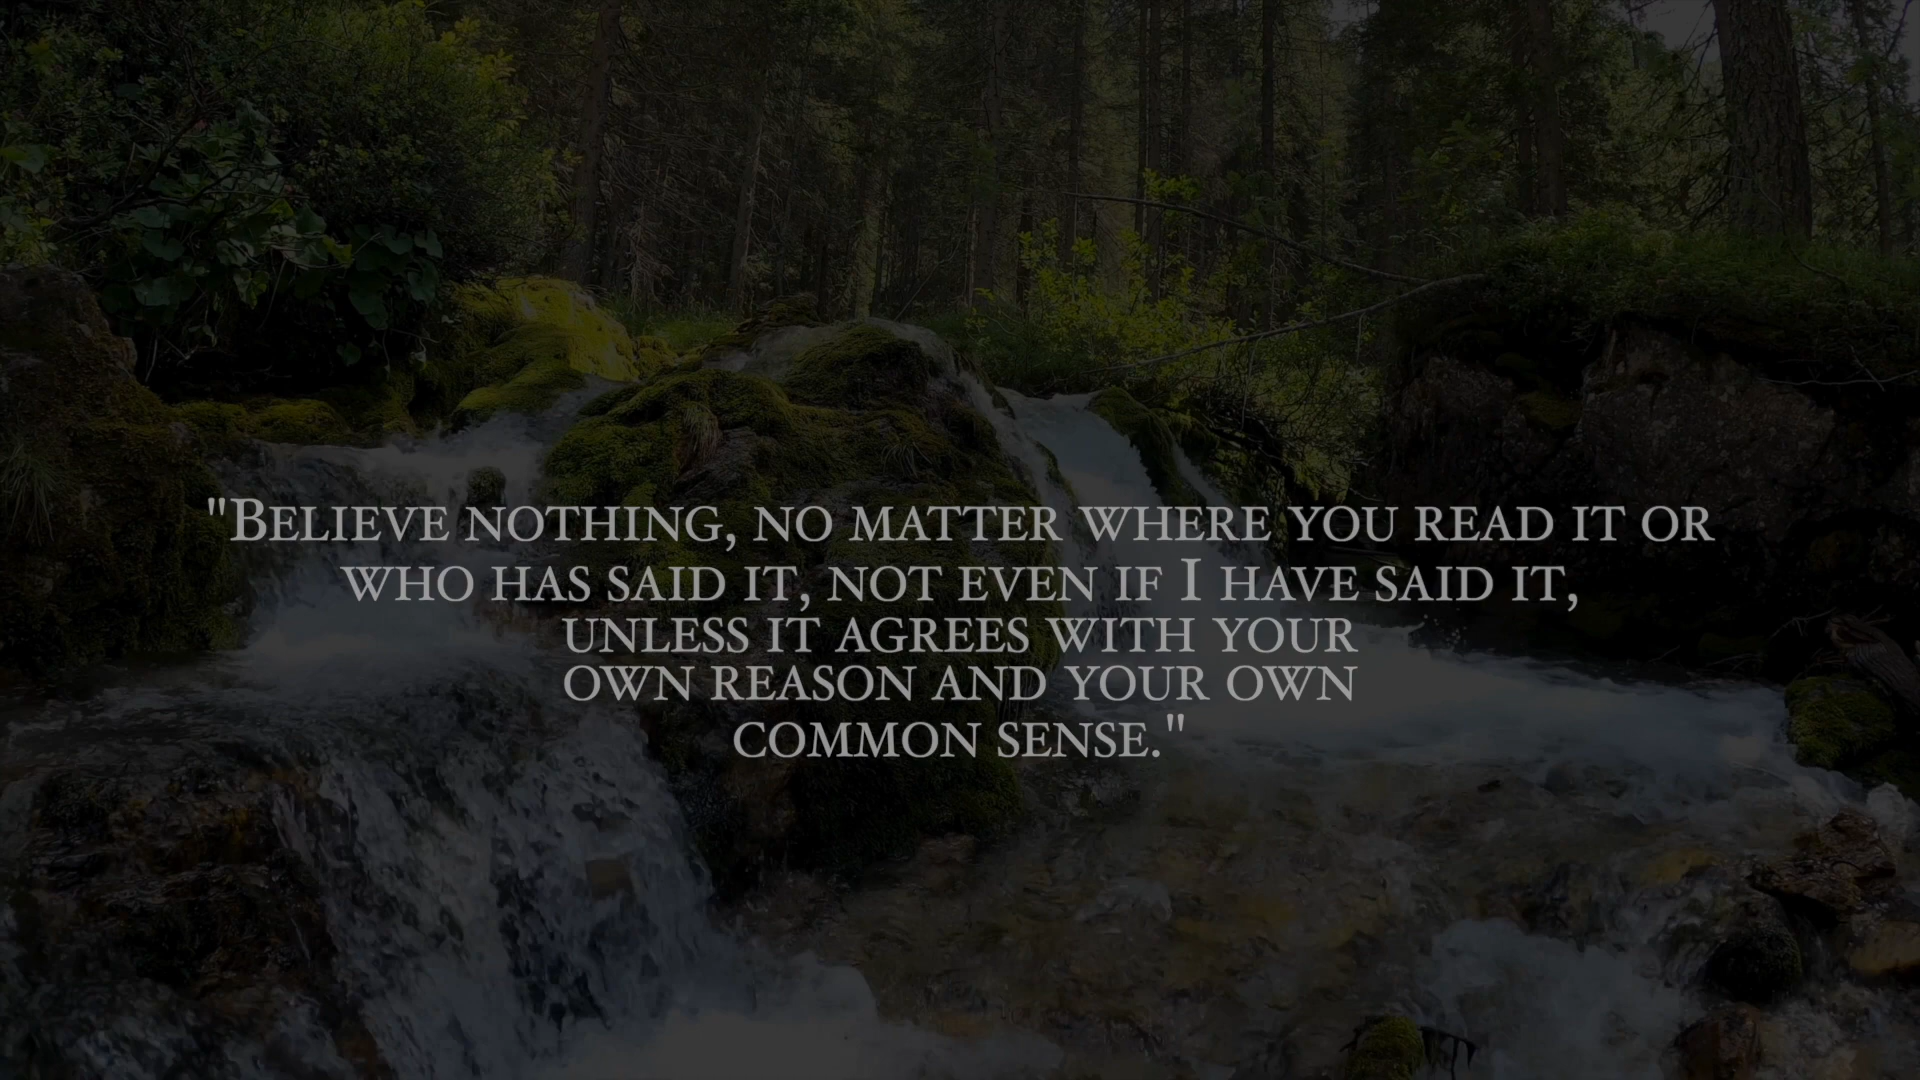 "Believe nothing, no matter where you read it or
who has said it, not even if I have said it,
unless it agrees with your
own reason and your own
common sense."